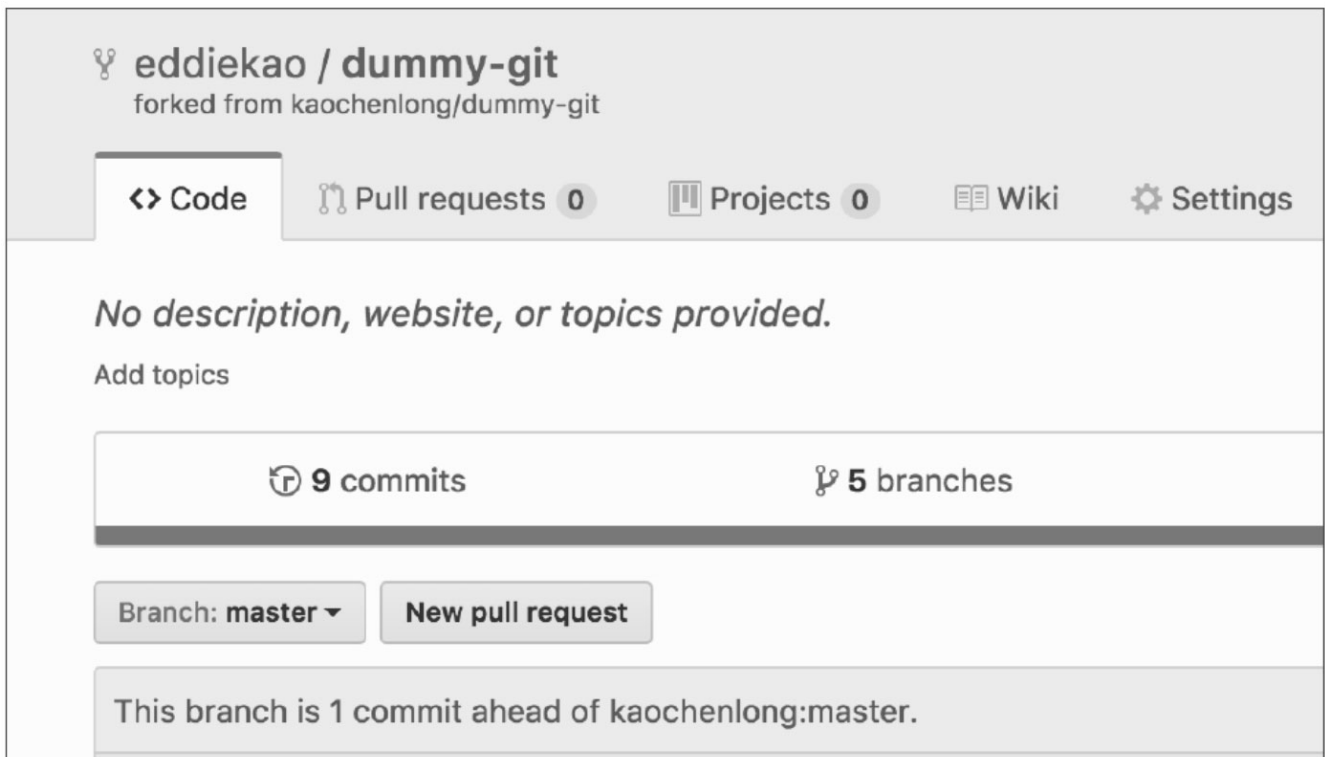 eddiekao / dummy-git
forked from kaochenlong/dummy-git
<> Code Pull requests 0 Projects 0 Wiki Settings
No description, website, or topics provided.
Add topics
9 commits 5 branches
Branch: master New pull request
This branch is 1 commit ahead of kaochenlong:master.